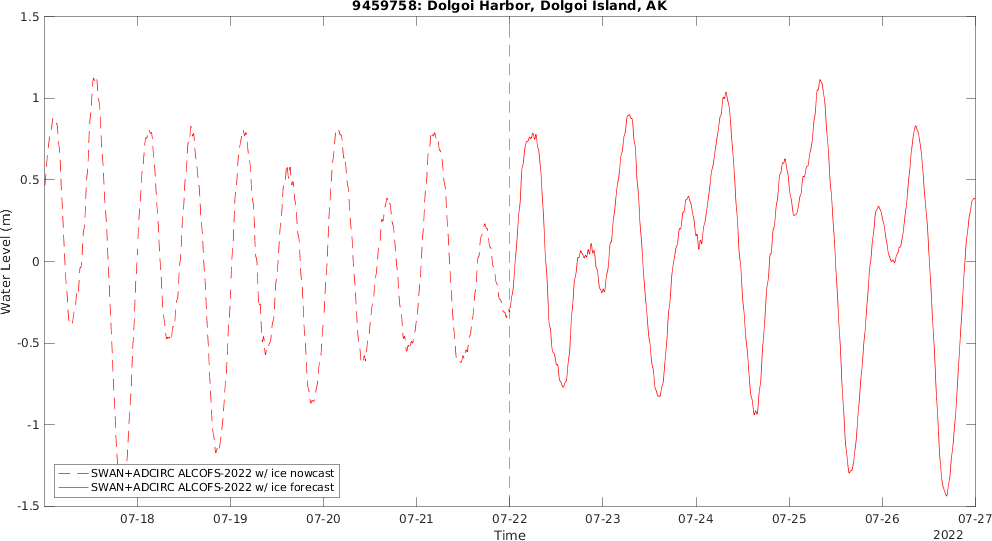 9459758: Dolgoi Harbor, Dolgoi Island, AK
1.5
1
0.5
0
-0.5
-1
-1.5
Water Level (m)
SWAN+ADCIRC ALCOFS-2022 w/ ice nowcast
SWAN+ADCIRC ALCOFS-2022 w/ ice forecast
07-18 07-19 07-20 07-21 07-22 07-23 07-24 07-25 07-26 07-27
Time
2022